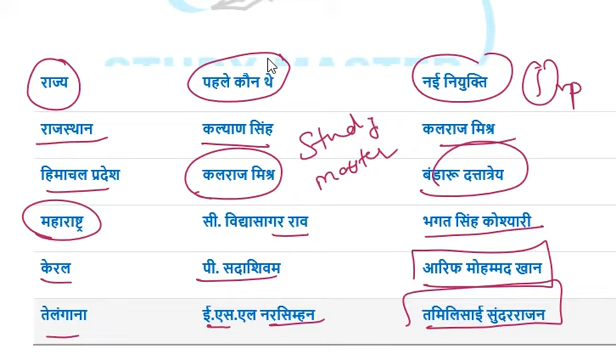 राज्य पहले कौन थे नई नियुक्ति Imp
राजस्थान कल्याण सिंह कलराज मिश्र
Study
master
हिमाचल प्रदेश कलराज मिश्र बंडारू दत्तात्रेय
महाराष्ट्र सी. विद्यासागर राव भगत सिंह कोश्यारी
केरल पी. सदाशिवम आरिफ मोहम्मद खान
तेलंगाना ई.एस.एल नरसिम्हन तमिलिसाई सुंदरराजन